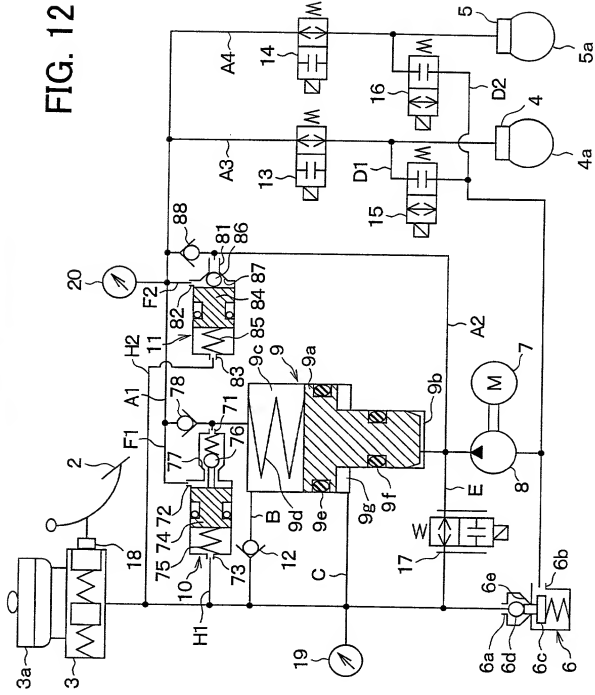 FIG. 12
5
5a
A4
14
16
D2
4
4a
A3
13
D1
15
88
20
F2
81
86
87
82
84
11
85
83
9c
9
9a
A2
7
M
H2
A1
F1
78
71
76
77
72
74
75
73
10
H1
9d
9e
9g
9f
9b
B
12
C
E
8
17
2
18
3a
3
19
6b
6e
6a
6d
6c
6